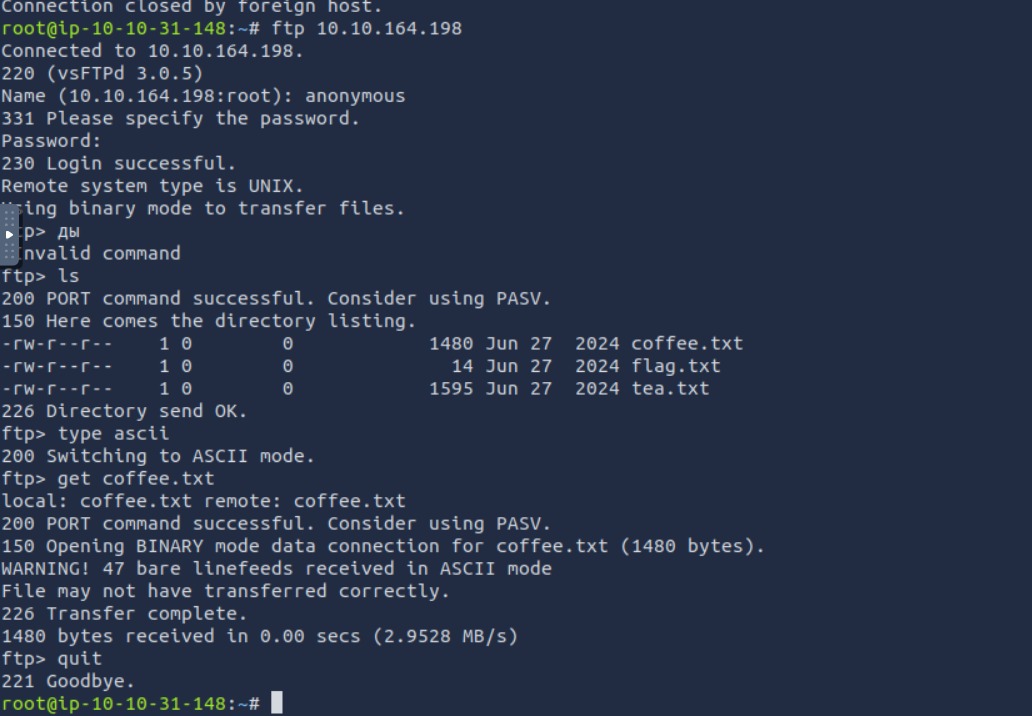 Connection closed by foreign host.
root@ip-10-10-31-148:~# ftp 10.10.164.198
Connected to 10.10.164.198.
220 (vsFTPd 3.0.5)
Name (10.10.164.198:root): anonymous
331 Please specify the password.
Password:
230 Login successful.
Remote system type is UNIX.
Using binary mode to transfer files.
ftp> ды
?Invalid command
ftp> ls
200 PORT command successful. Consider using PASV.
150 Here comes the directory listing.
-rw-r--r--    1 0        0            1480 Jun 27  2024 coffee.txt
-rw-r--r--    1 0        0              14 Jun 27  2024 flag.txt
-rw-r--r--    1 0        0            1595 Jun 27  2024 tea.txt
226 Directory send OK.
ftp> type ascii
200 Switching to ASCII mode.
ftp> get coffee.txt
local: coffee.txt remote: coffee.txt
200 PORT command successful. Consider using PASV.
150 Opening BINARY mode data connection for coffee.txt (1480 bytes).
WARNING! 47 bare linefeeds received in ASCII mode
File may not have transferred correctly.
226 Transfer complete.
1480 bytes received in 0.00 secs (2.9528 MB/s)
ftp> quit
221 Goodbye.
root@ip-10-10-31-148:~#